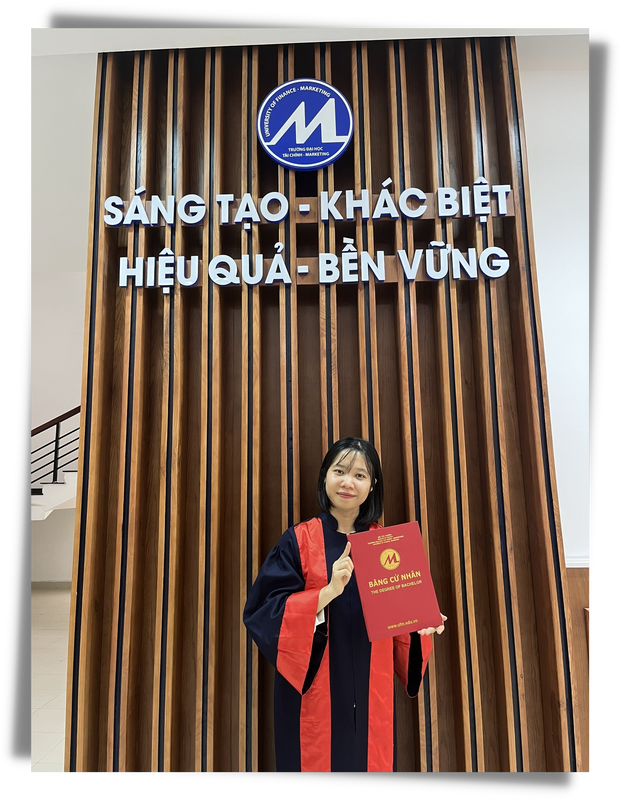 UNIVERSITY OF FINANCE - MARKETING
TRƯỜNG ĐẠI HỌC
TÀI CHÍNH - MARKETING
SÁNG TẠO - KHÁC BIỆT
HIỆU QUẢ - BỀN VỮNG
BẰNG CỬ NHÂN
THE DEGREE OF BACHELOR
www.ufm.edu.vn